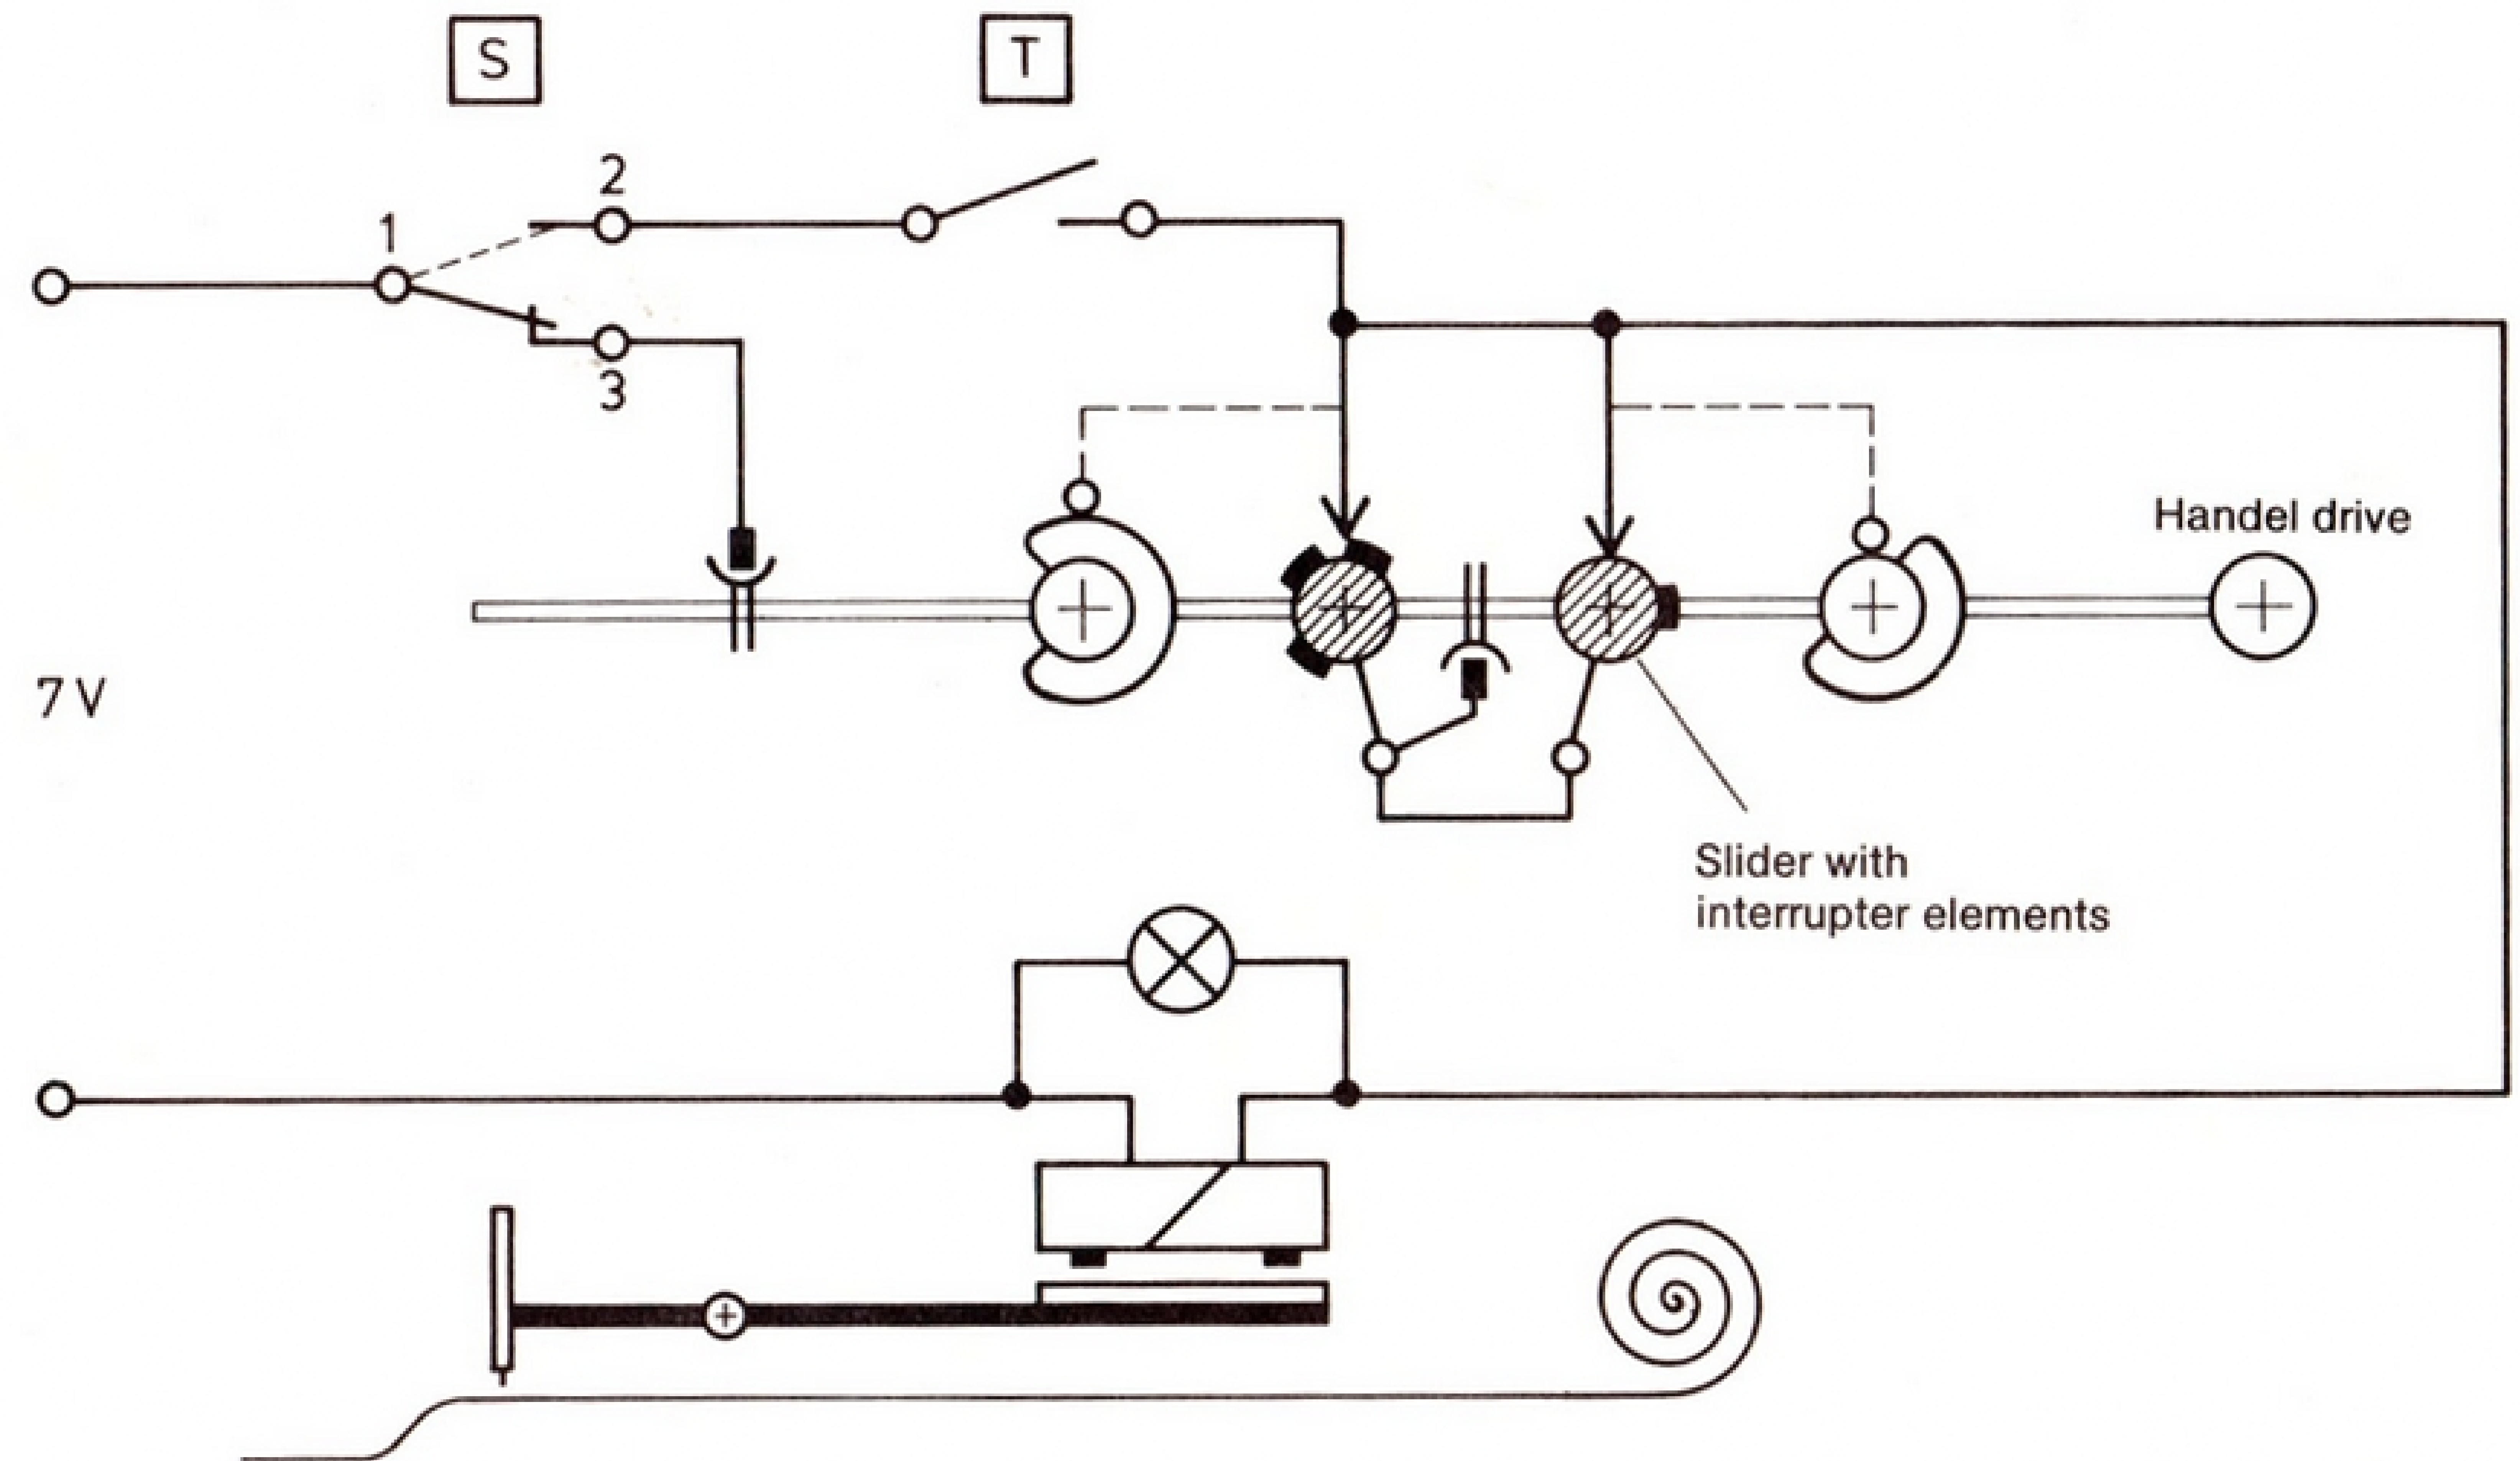 S
T
2
1
3
Handel drive
7 V
Slider with
interrupter elements